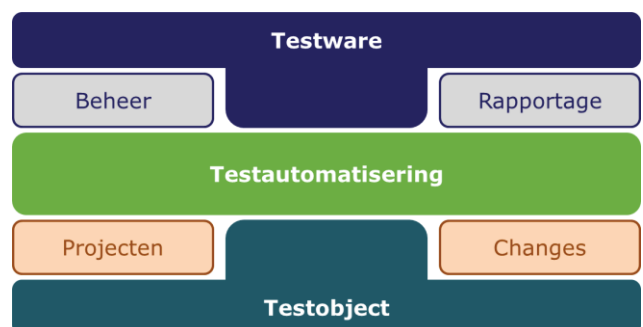 Testware
Beheer
Rapportage
Testautomatisering
Projecten
Changes
Testobject